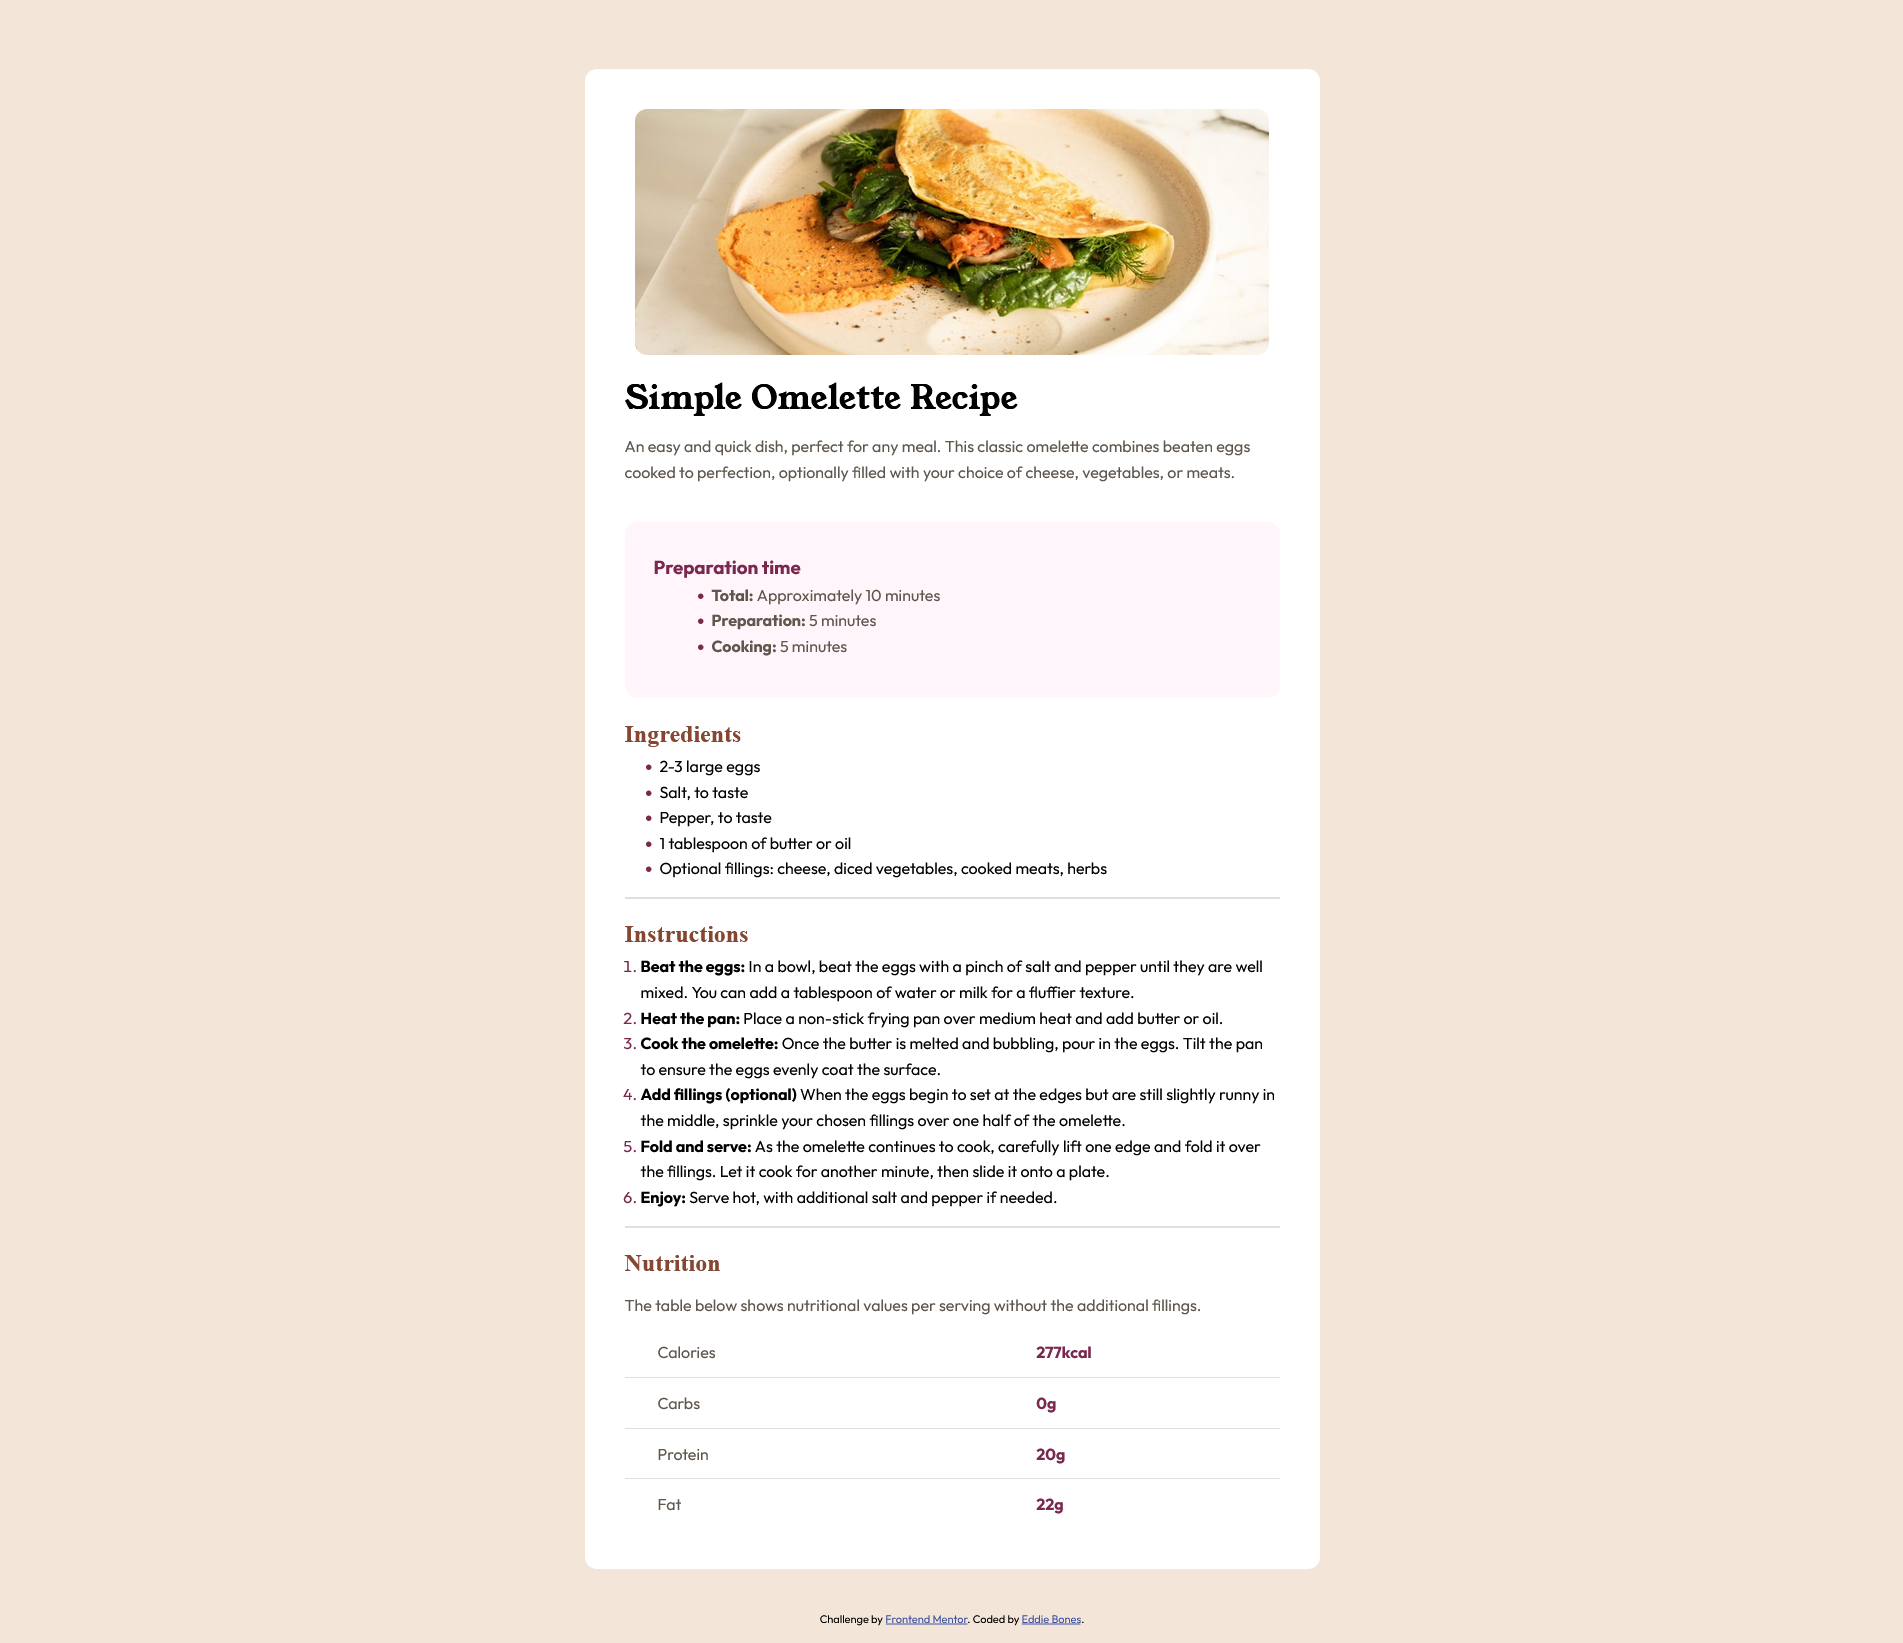 Simple Omelette Recipe
An easy and quick dish, perfect for any meal. This classic omelette combines beaten eggs
cooked to perfection, optionally filled with your choice of cheese, vegetables, or meats.
Preparation time
• Total: Approximately 10 minutes
• Preparation: 5 minutes
• Cooking: 5 minutes
Ingredients
• 2-3 large eggs
• Salt, to taste
• Pepper, to taste
• 1 tablespoon of butter or oil
• Optional fillings: cheese, diced vegetables, cooked meats, herbs
Instructions
1. Beat the eggs: In a bowl, beat the eggs with a pinch of salt and pepper until they are well
mixed. You can add a tablespoon of water or milk for a fluffier texture.
2. Heat the pan: Place a non-stick frying pan over medium heat and add butter or oil.
3. Cook the omelette: Once the butter is melted and bubbling, pour in the eggs. Tilt the pan
to ensure the eggs evenly coat the surface.
4. Add fillings (optional) When the eggs begin to set at the edges but are still slightly runny in
the middle, sprinkle your chosen fillings over one half of the omelette.
5. Fold and serve: As the omelette continues to cook, carefully lift one edge and fold it over
the fillings. Let it cook for another minute, then slide it onto a plate.
6. Enjoy: Serve hot, with additional salt and pepper if needed.
Nutrition
The table below shows nutritional values per serving without the additional fillings.
Calories 277kcal
Carbs 0g
Protein 20g
Fat 22g
Challenge by Frontend Mentor. Coded by Eddie Bones.